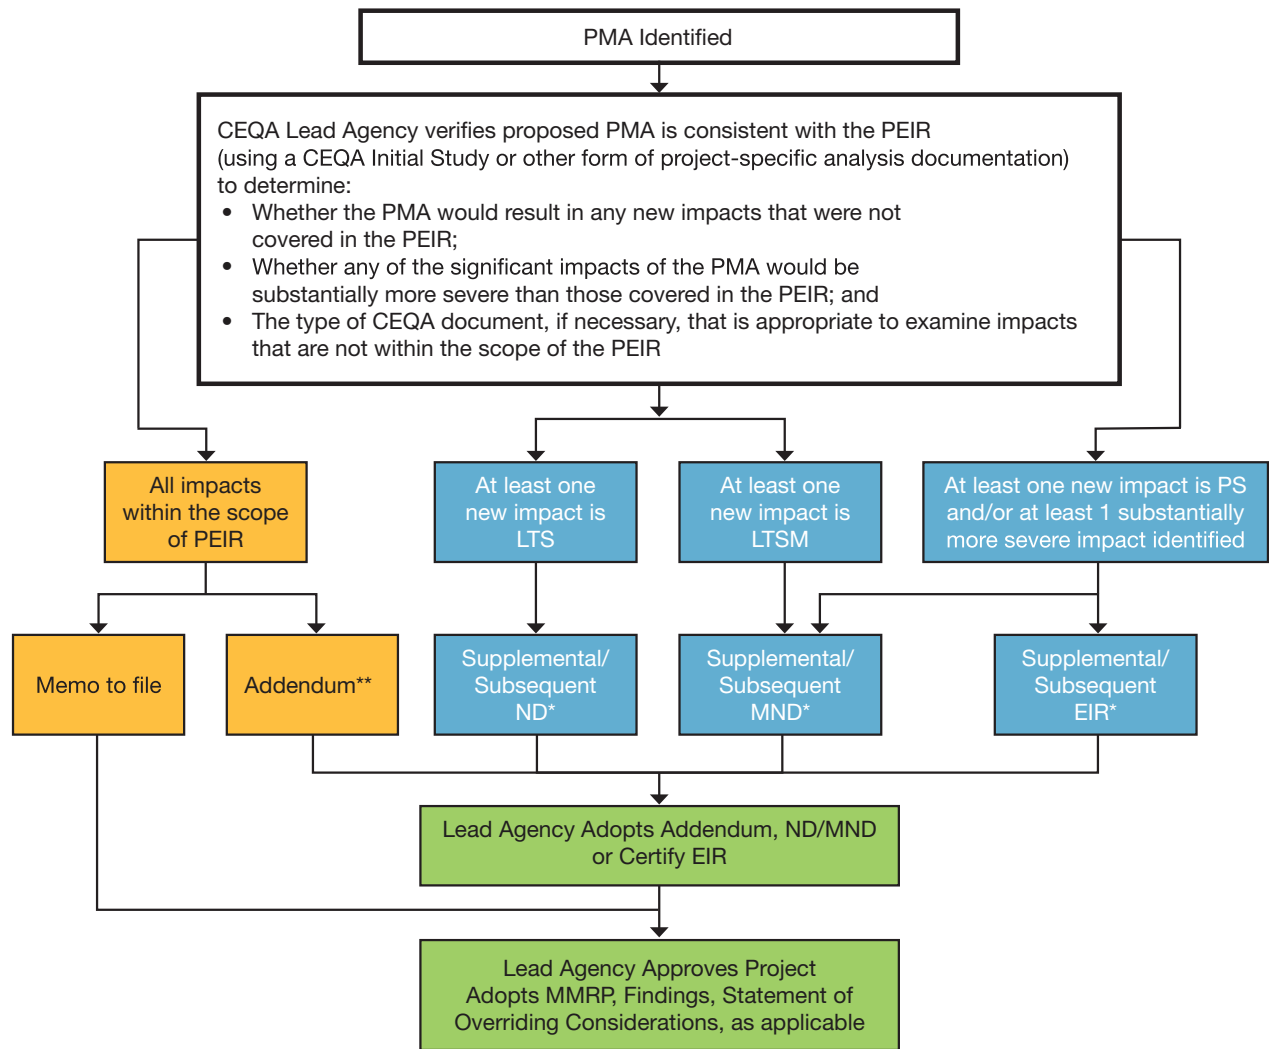 PMA Identified
CEQA Lead Agency verifies proposed PMA is consistent with the PEIR
(using a CEQA Initial Study or other form of project-specific analysis documentation)
to determine:
• Whether the PMA would result in any new impacts that were not
covered in the PEIR;
• Whether any of the significant impacts of the PMA would be
substantially more severe than those covered in the PEIR; and
• The type of CEQA document, if necessary, that is appropriate to examine impacts
that are not within the scope of the PEIR
All impacts
within the scope
of PEIR
At least one
new impact is
LTS
At least one
new impact is
LTSM
At least one new impact is PS
and/or at least 1 substantially
more severe impact identified
Memo to file
Addendum**
Supplemental/
Subsequent
ND*
Supplemental/
Subsequent
MND*
Supplemental/
Subsequent
EIR*
Lead Agency Adopts Addendum, ND/MND
or Certify EIR
Lead Agency Approves Project
Adopts MMRP, Findings, Statement of
Overriding Considerations, as applicable